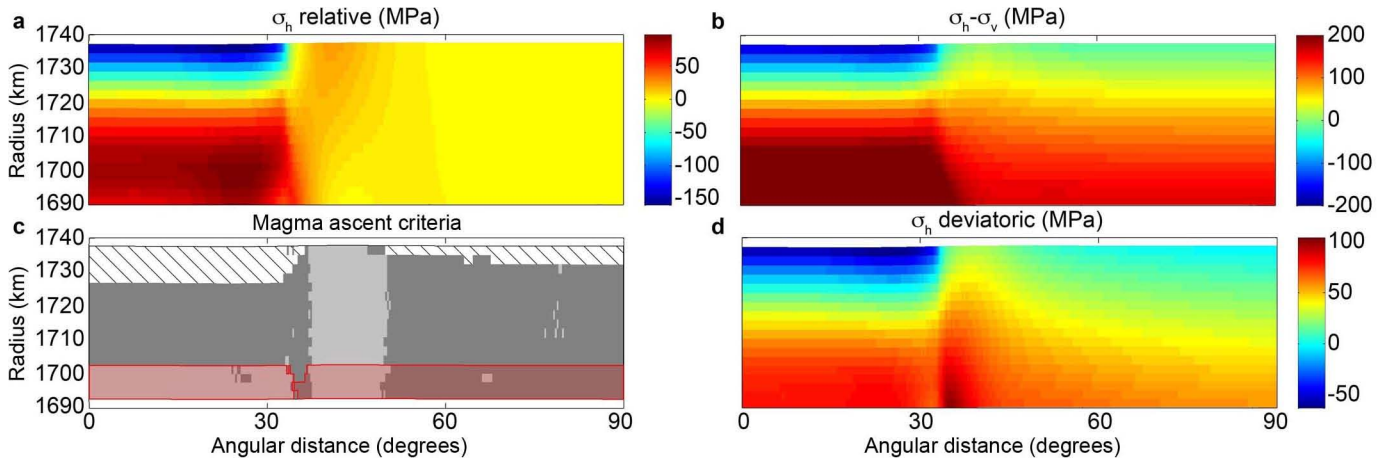 a
σh relative (MPa)
Radius (km)
1740
1730
1720
1710
1700
1690
50
0
-50
-100
-150
b
σh-σv (MPa)
200
100
0
-100
-200
c
Magma ascent criteria
Radius (km)
1740
1730
1720
1710
1700
1690
0
30
60
90
Angular distance (degrees)
d
σh deviatoric (MPa)
100
50
0
-50
0
30
60
90
Angular distance (degrees)